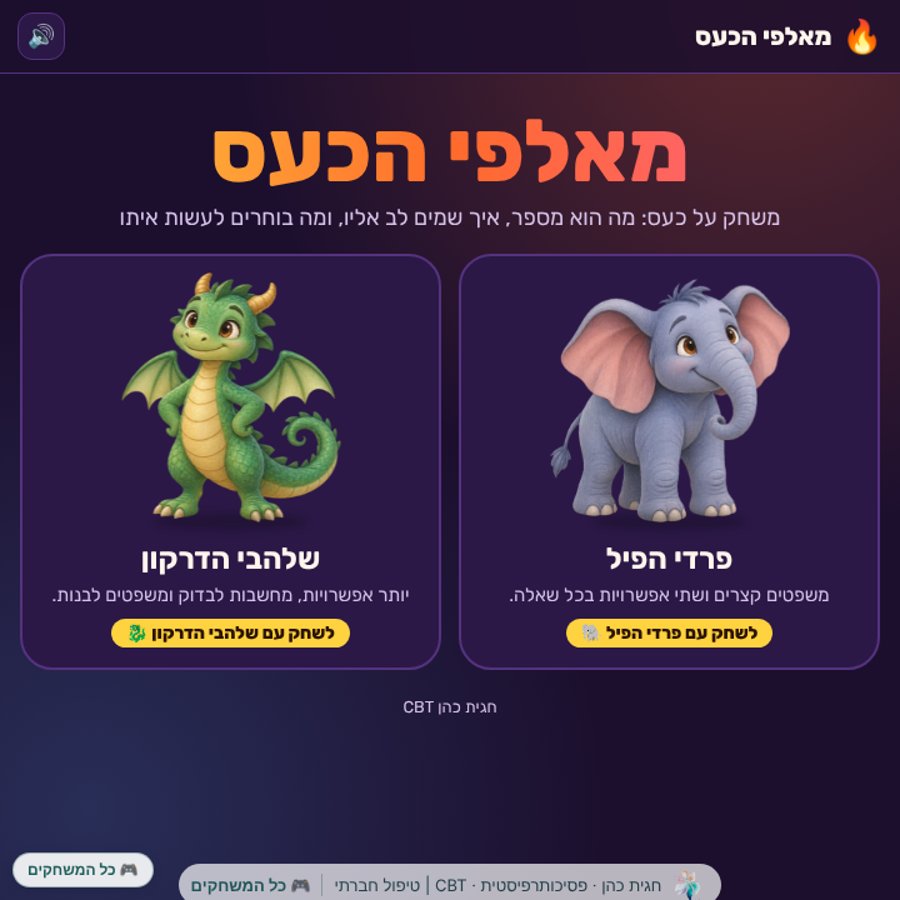 מאלפי הכעס
מאלפי הכעס
משחק על כעס: מה הוא מספר, איך שמים לב אליו, ומה בוחרים לעשות איתו
פרדי הפיל
משפטים קצרים ושתי אפשרויות בכל שאלה.
לשחק עם פרדי הפיל 🐘
שלהבי הדרקון
יותר אפשרויות, מחשבות לבדוק ומשפטים לבנות.
לשחק עם שלהבי הדרקון 🐉
חגית כהן CBT
חגית כהן · פסיכותרפיסטית · CBT | טיפול חברתי | 🎮 כל המשחקים
🎮 כל המשחקים